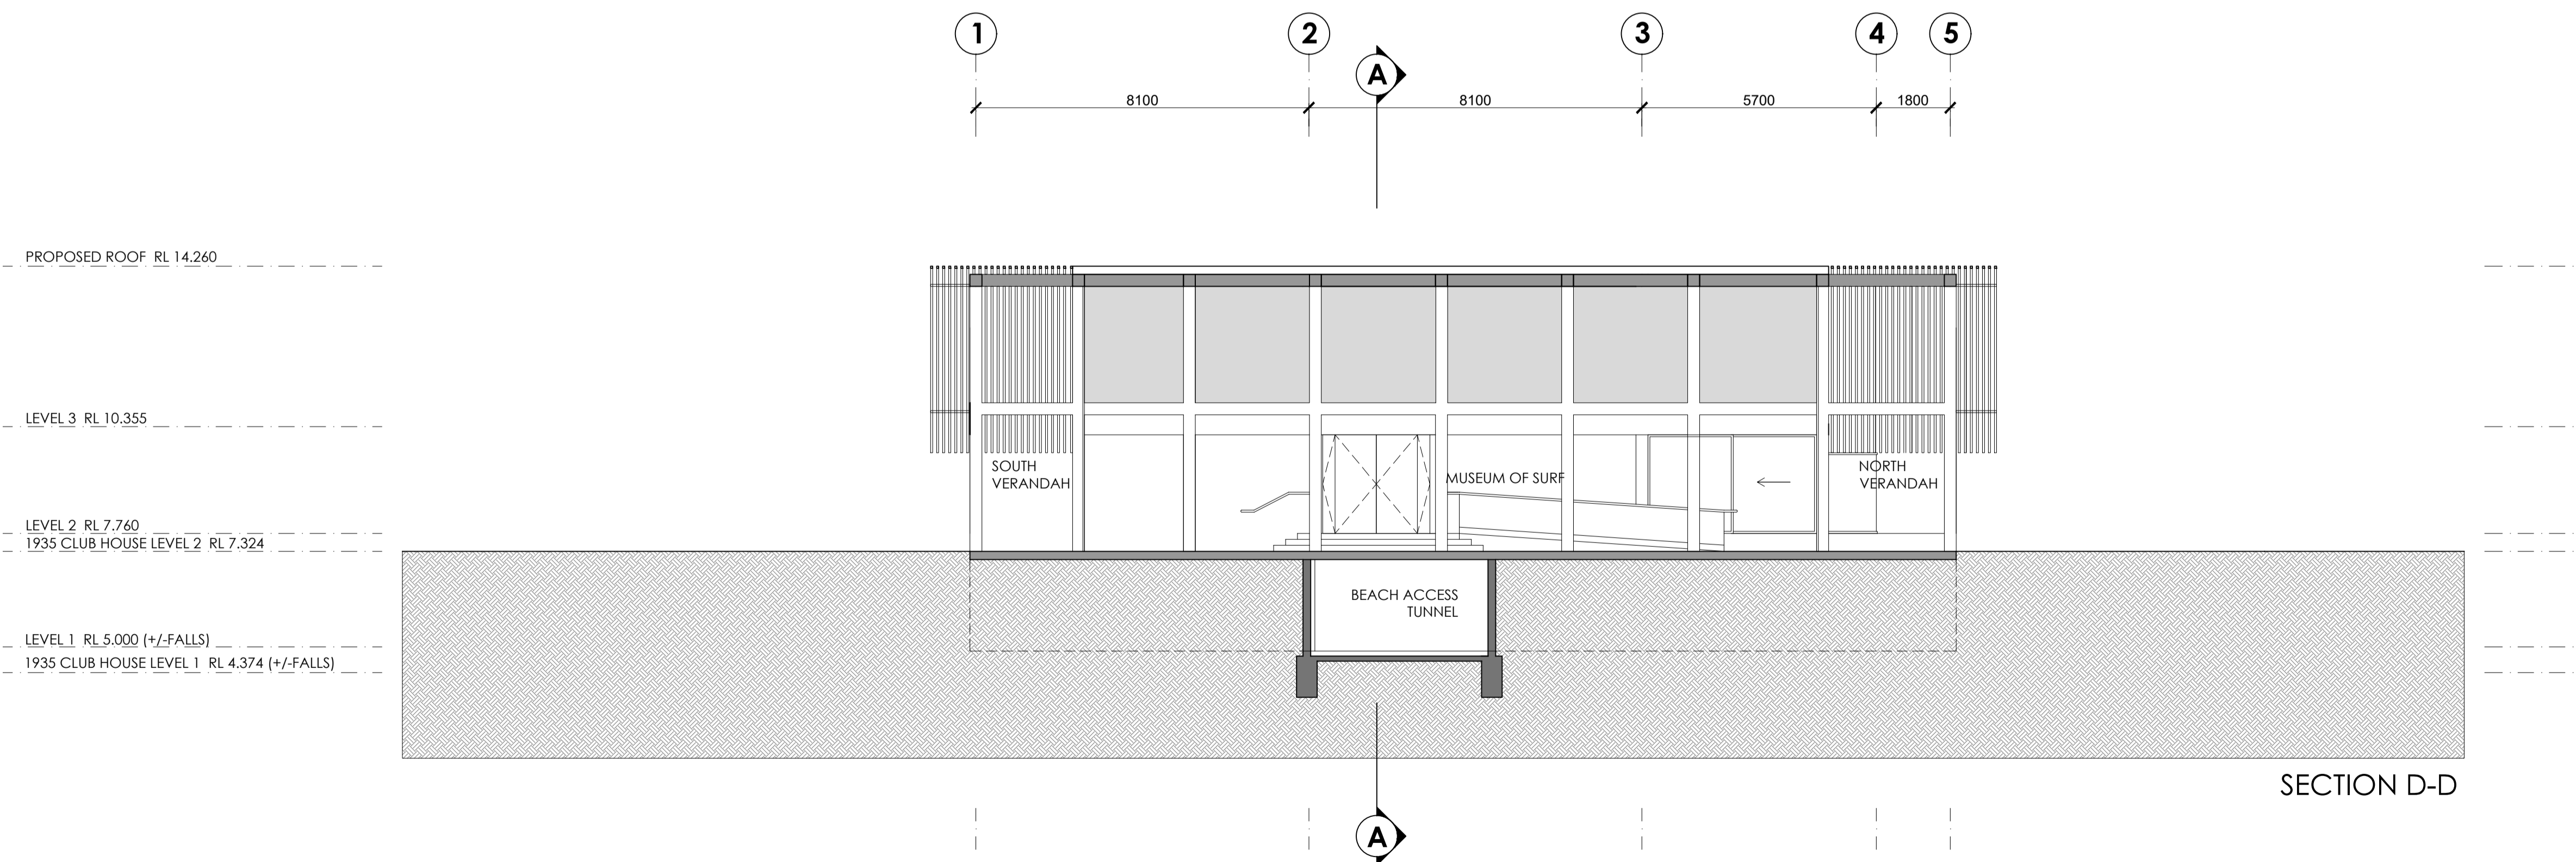 1
2
3
4
5
A
8100
8100
5700
1800
PROPOSED ROOF RL 14.260
LEVEL 3 RL 10.355
SOUTH
VERANDAH
MUSEUM OF SURF
NORTH
VERANDAH
LEVEL 2 RL 7.760
1935 CLUB HOUSE LEVEL 2 RL 7.324
BEACH ACCESS
TUNNEL
LEVEL 1 RL 5.000 (+/-FALLS)
1935 CLUB HOUSE LEVEL 1 RL 4.374 (+/-FALLS)
SECTION D-D
A